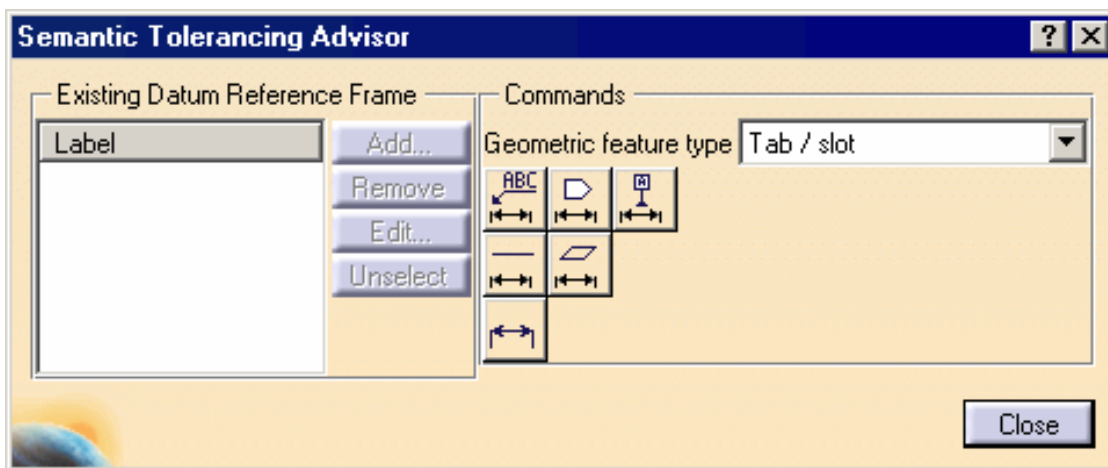 Semantic Tolerancing Advisor
?
Existing Datum Reference Frame
Label
Add...
Remove
Edit...
Unselect
Commands
Geometric feature type Tab / slot
ABC
A
Close